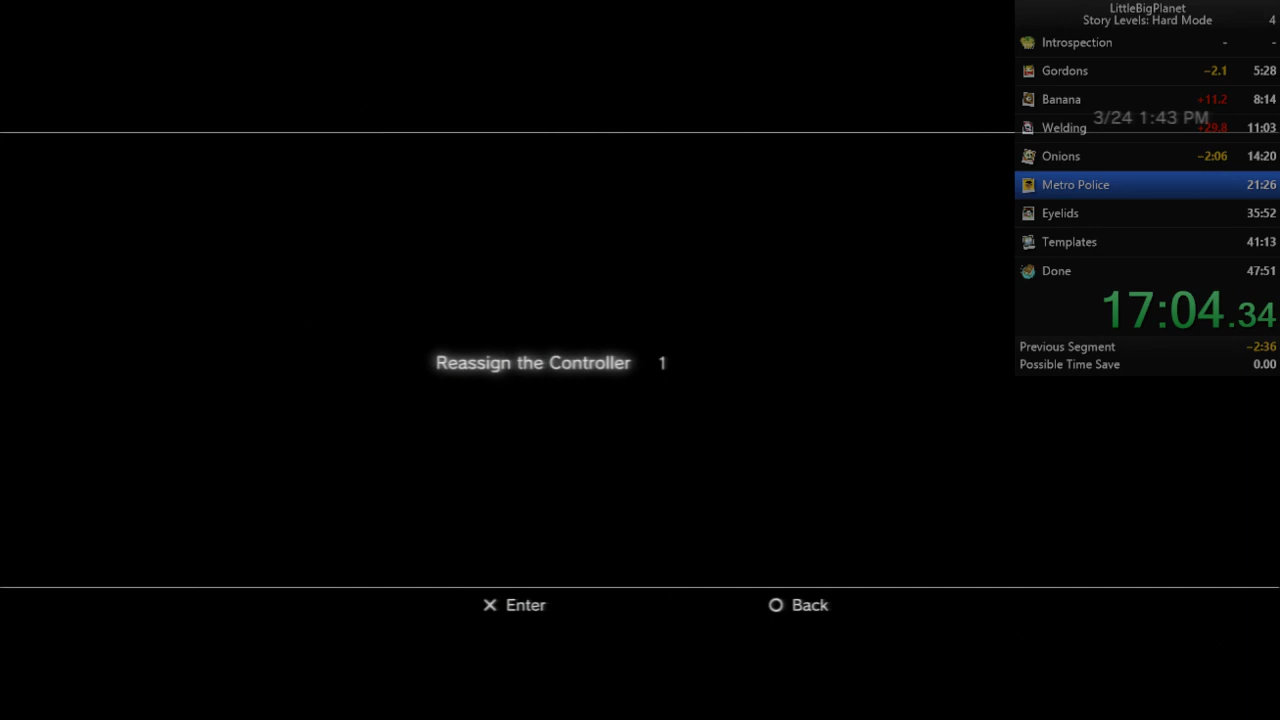 LittleBigPlanet
Story Levels: Hard Mode 4
Introspection - -
Gordons −2.1 5:28
Banana +11.2 8:14
3/24 1:43 PM
Welding +29.8 11:03
Onions −2:06 14:20
Metro Police 21:26
Eyelids 35:52
Templates 41:13
Done 47:51
17:04.34
Previous Segment −2:36
Possible Time Save 0.00
Reassign the Controller 1
✕ Enter ○ Back